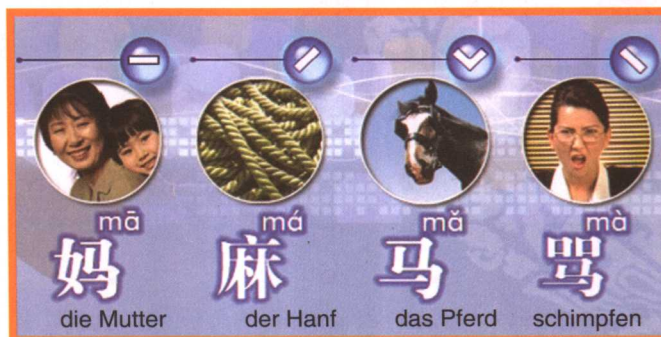 mā má mǎ mà
妈 麻 马 骂
die Mutter der Hanf das Pferd schimpfen